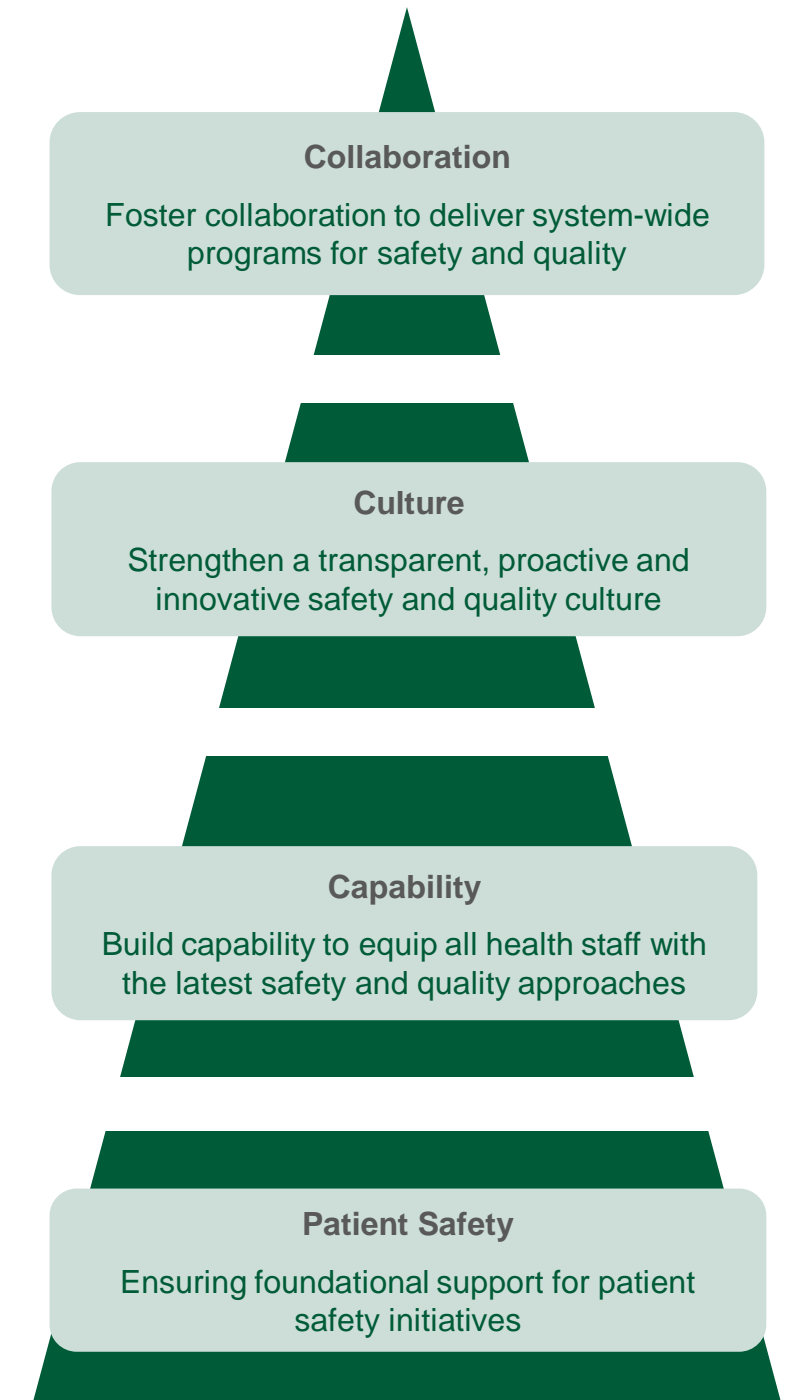 Collaboration
Foster collaboration to deliver system-wide
programs for safety and quality
Culture
Strengthen a transparent, proactive and
innovative safety and quality culture
Capability
Build capability to equip all health staff with
the latest safety and quality approaches
Patient Safety
Ensuring foundational support for patient
safety initiatives